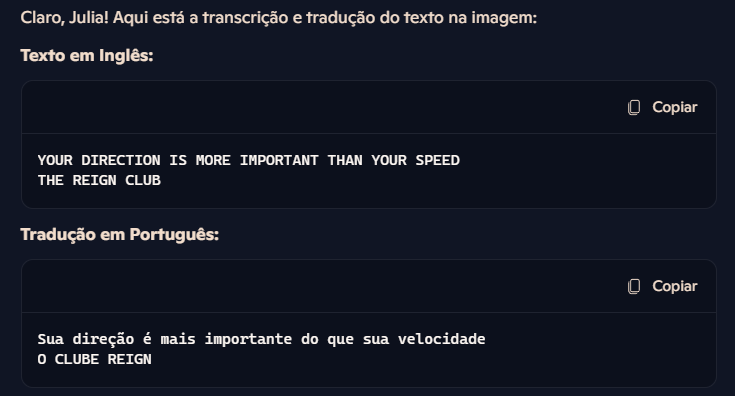 Claro, Julia! Aqui está a transcrição e tradução do texto na imagem:
Texto em Inglês:
Copiar
YOUR DIRECTION IS MORE IMPORTANT THAN YOUR SPEED
THE REIGN CLUB
Tradução em Português:
Copiar
Sua direção é mais importante do que sua velocidade
O CLUBE REIGN